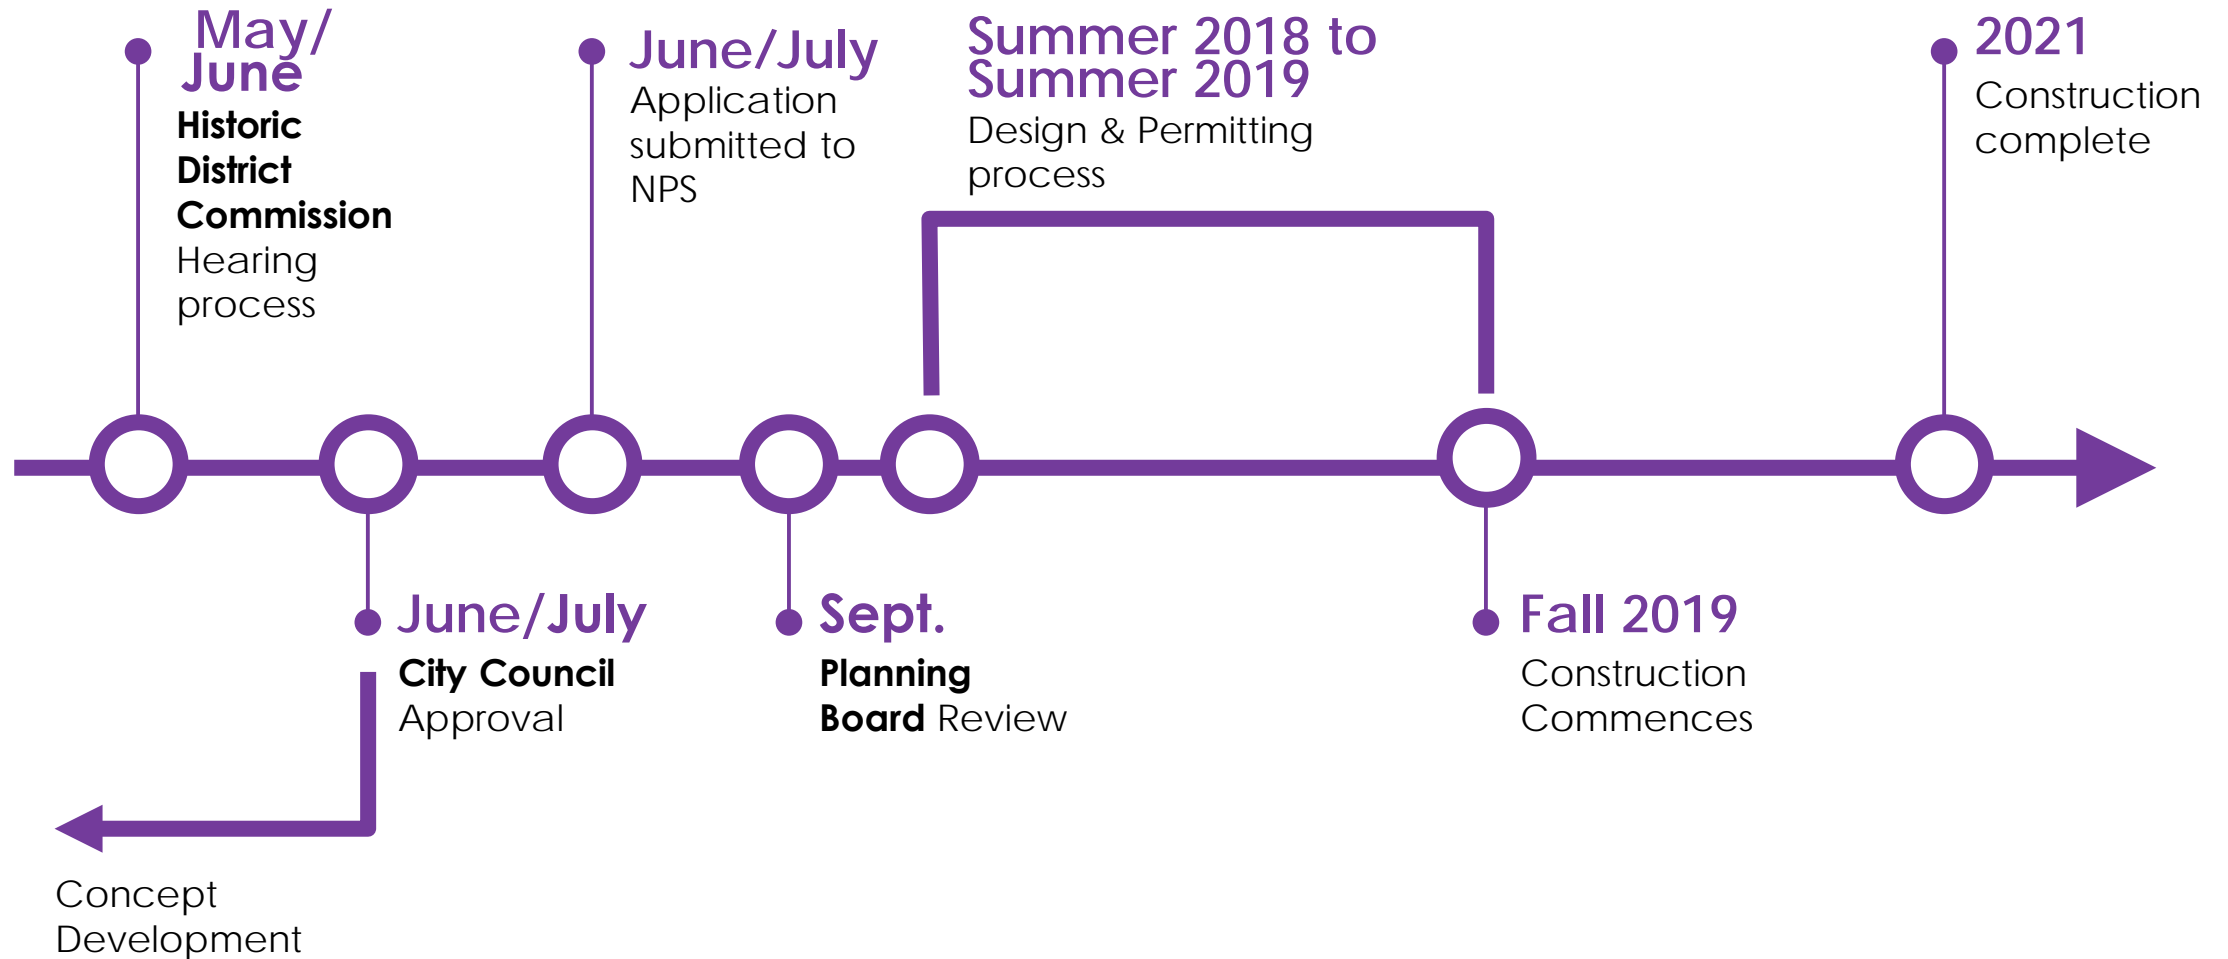 May/
June
Historic
District
Commission
Hearing
process
June/July
Application
submitted to
NPS
Summer 2018 to
Summer 2019
Design & Permitting
process
2021
Construction
complete
June/July
City Council
Approval
Sept.
Planning
Board Review
Fall 2019
Construction
Commences
Concept
Development